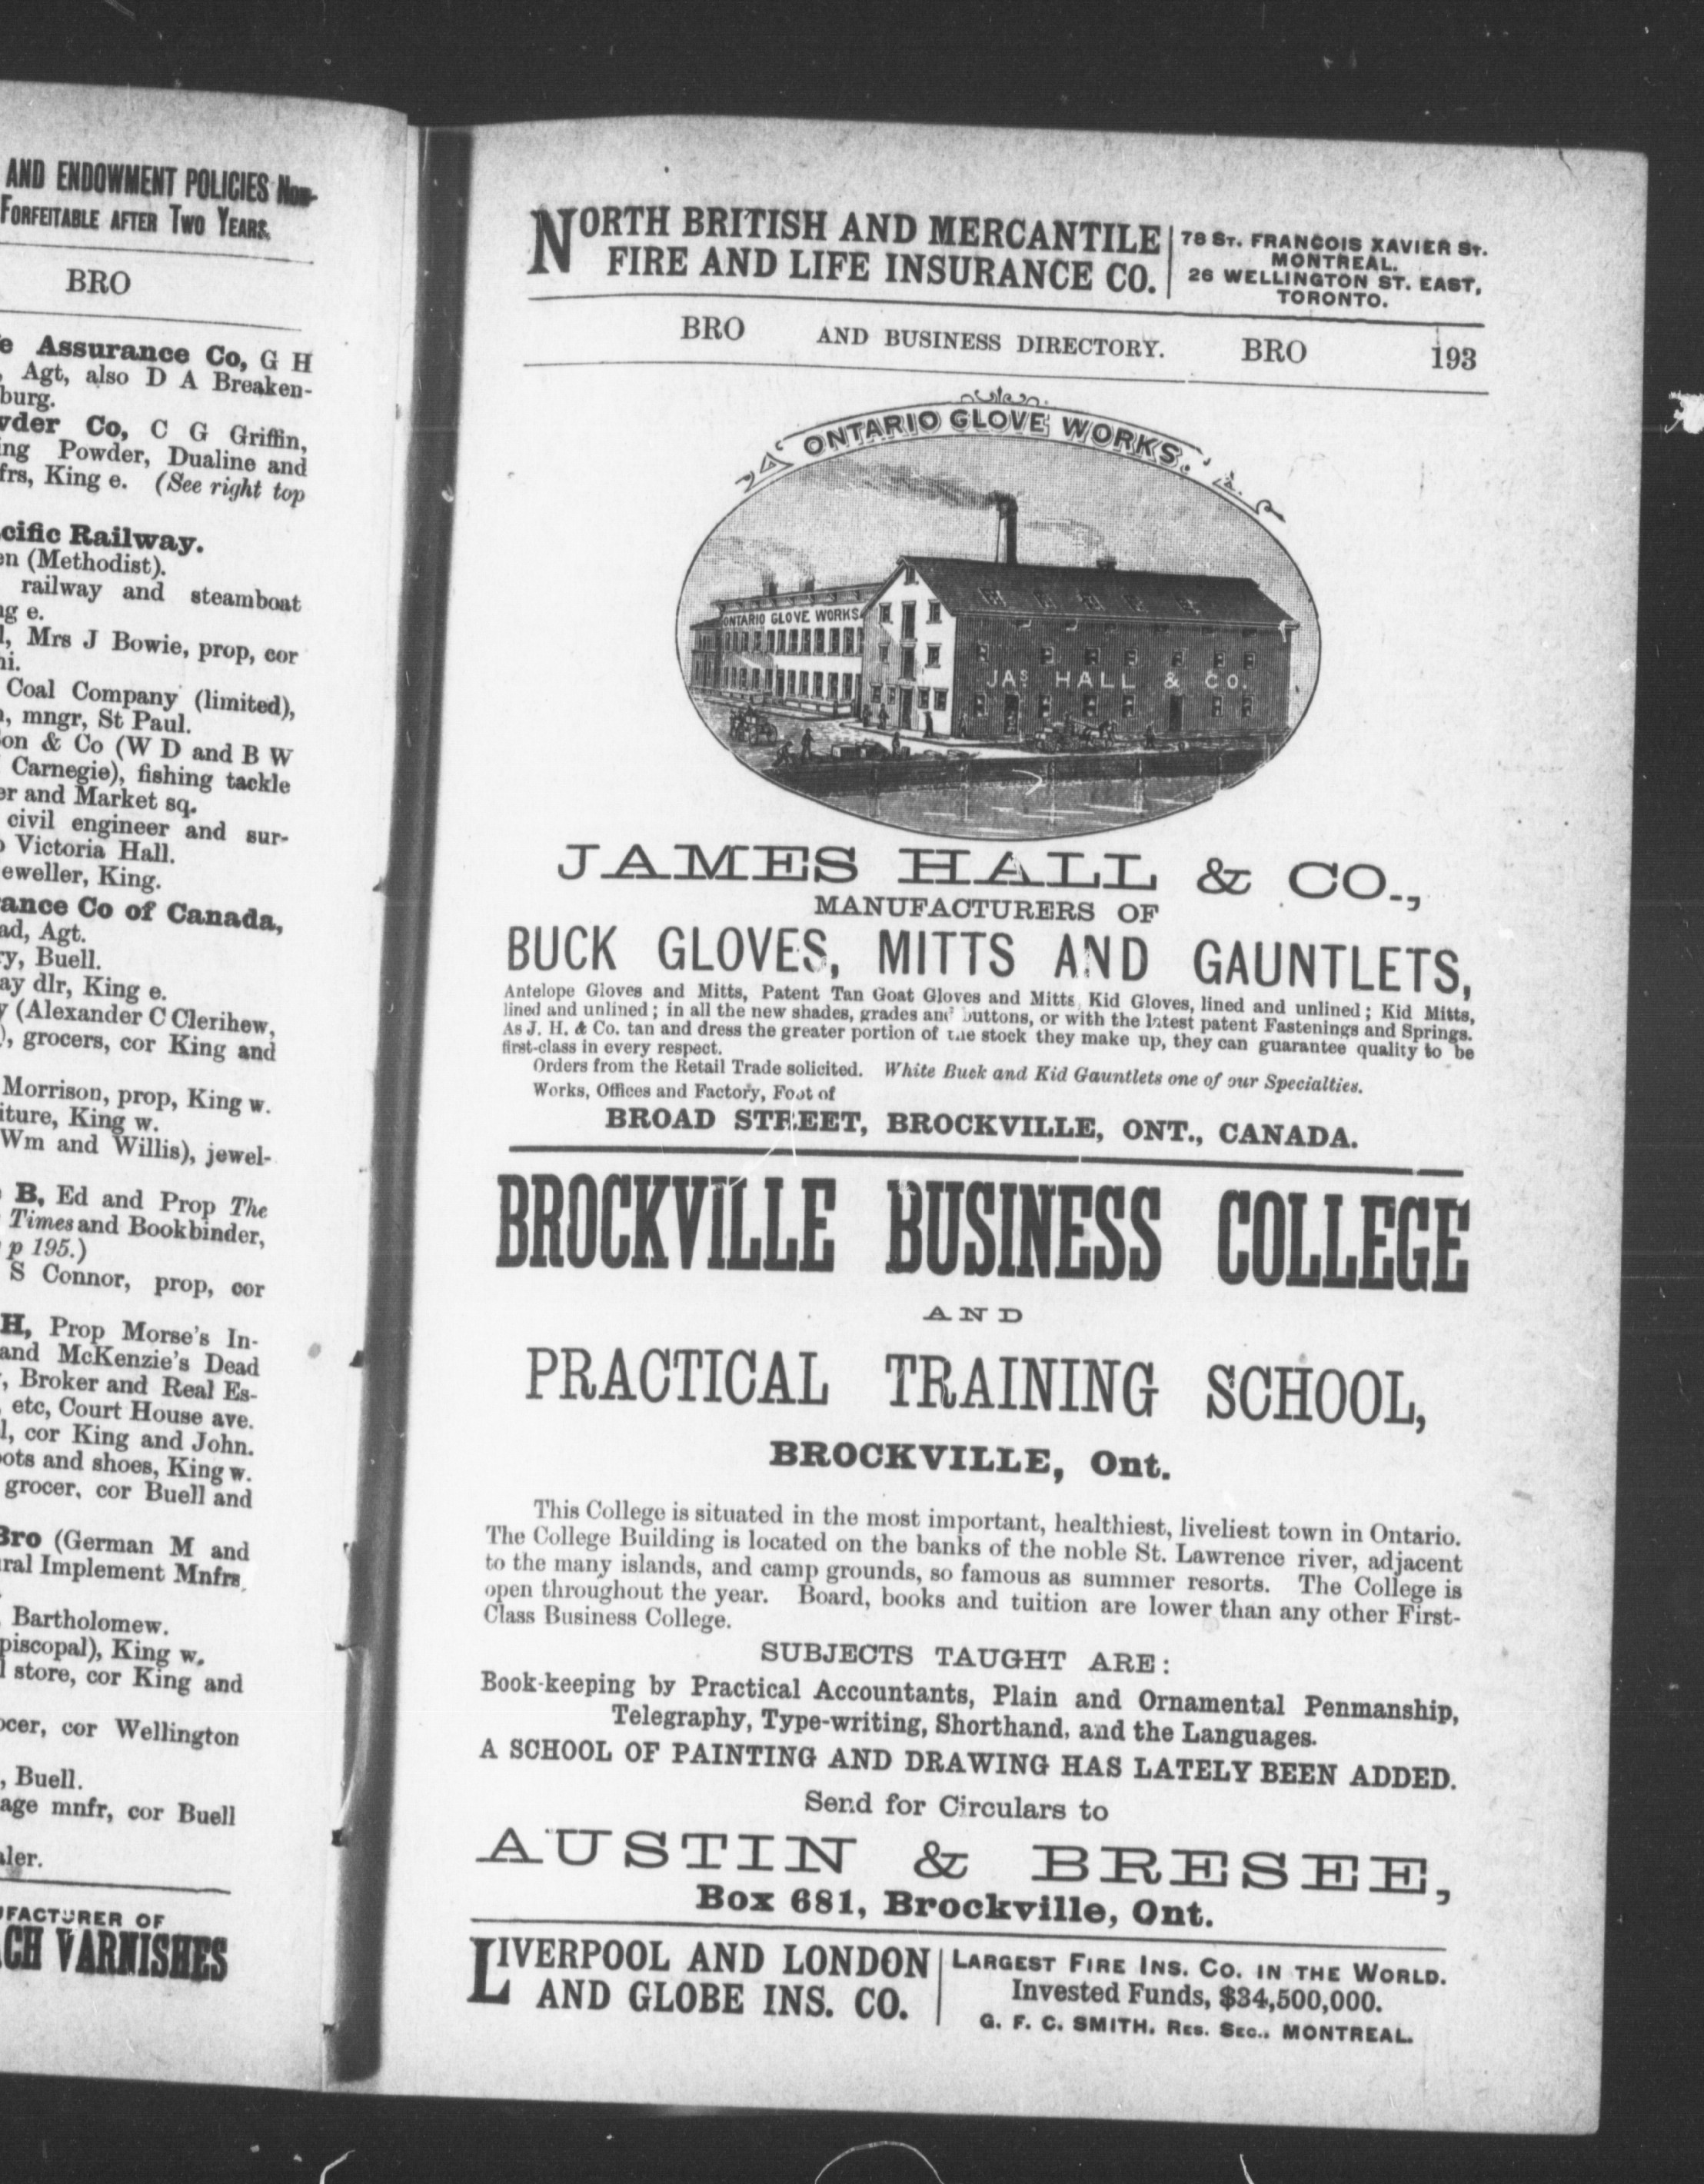 AND ENDOWMENT POLICIES Non-
FORFEITABLE AFTER TWO YEARS.
BRO
Assurance Co, G H
Agt, also D A Breaken-
burg.
Co, C G Griffin,
Powder, Dualine and
King e. (See right top
Railway.
(Methodist).
railway and steamboat
e.
Mrs J Bowie, prop, cor
Coal Company (limited),
mngr, St Paul.
& Co (W D and B W
Carnegie), fishing tackle
and Market sq.
civil engineer and sur-
Victoria Hall.
eweller, King.
Co of Canada,
Agt.
Buell.
dlr, King e.
(Alexander C Clerihew,
), grocers, cor King and
Morrison, prop, King w.
King w.
Wm and Willis), jewel-
B, Ed and Prop The
Times and Bookbinder,
p 195.)
S Connor, prop, cor
H, Prop Morse's In-
and McKenzie's Dead
, Broker and Real Es-
etc, Court House ave.
, cor King and John.
and shoes, King w.
grocer, cor Buell and
Bro (German M and
Implement Mnfrs,
Bartholomew.
King w.
store, cor King and
cor Wellington
, Buell.
mnfr, cor Buell
OF
VARNISHES
NORTH BRITISH AND MERCANTILE
FIRE AND LIFE INSURANCE CO.
78 ST. FRANCOIS XAVIER ST.
MONTREAL.
26 WELLINGTON ST. EAST,
TORONTO.
BRO AND BUSINESS DIRECTORY. BRO 193
ONTARIO GLOVE WORKS.
ONTARIO GLOVE WORKS
JAS HALL & CO.
JAMES HALL & CO.,
MANUFACTURERS OF
BUCK GLOVES, MITTS AND GAUNTLETS,
Antelope Gloves and Mitts, Patent Tan Goat Gloves and Mitts, Kid Gloves, lined and unlined; Kid Mitts,
lined and unlined; in all the new shades, grades and buttons, or with the latest patent Fastenings and Springs.
As J. H. & Co. tan and dress the greater portion of the stock they make up, they can guarantee quality to be
first-class in every respect.
Orders from the Retail Trade solicited. White Buck and Kid Gauntlets one of our Specialties.
Works, Offices and Factory, Foot of
BROAD STREET, BROCKVILLE, ONT., CANADA.
BROCKVILLE BUSINESS COLLEGE
AND
PRACTICAL TRAINING SCHOOL,
BROCKVILLE, Ont.
This College is situated in the most important, healthiest, liveliest town in Ontario.
The College Building is located on the banks of the noble St. Lawrence river, adjacent
to the many islands, and camp grounds, so famous as summer resorts. The College is
open throughout the year. Board, books and tuition are lower than any other First-
Class Business College.
SUBJECTS TAUGHT ARE:
Book-keeping by Practical Accountants, Plain and Ornamental Penmanship,
Telegraphy, Type-writing, Shorthand, and the Languages.
A SCHOOL OF PAINTING AND DRAWING HAS LATELY BEEN ADDED.
Send for Circulars to
AUSTIN & BRESEE,
Box 681, Brockville, Ont.
LIVERPOOL AND LONDON
AND GLOBE INS. CO.
LARGEST FIRE INS. CO. IN THE WORLD.
Invested Funds, $34,500,000.
G. F. C. SMITH, RES. SEC., MONTREAL.